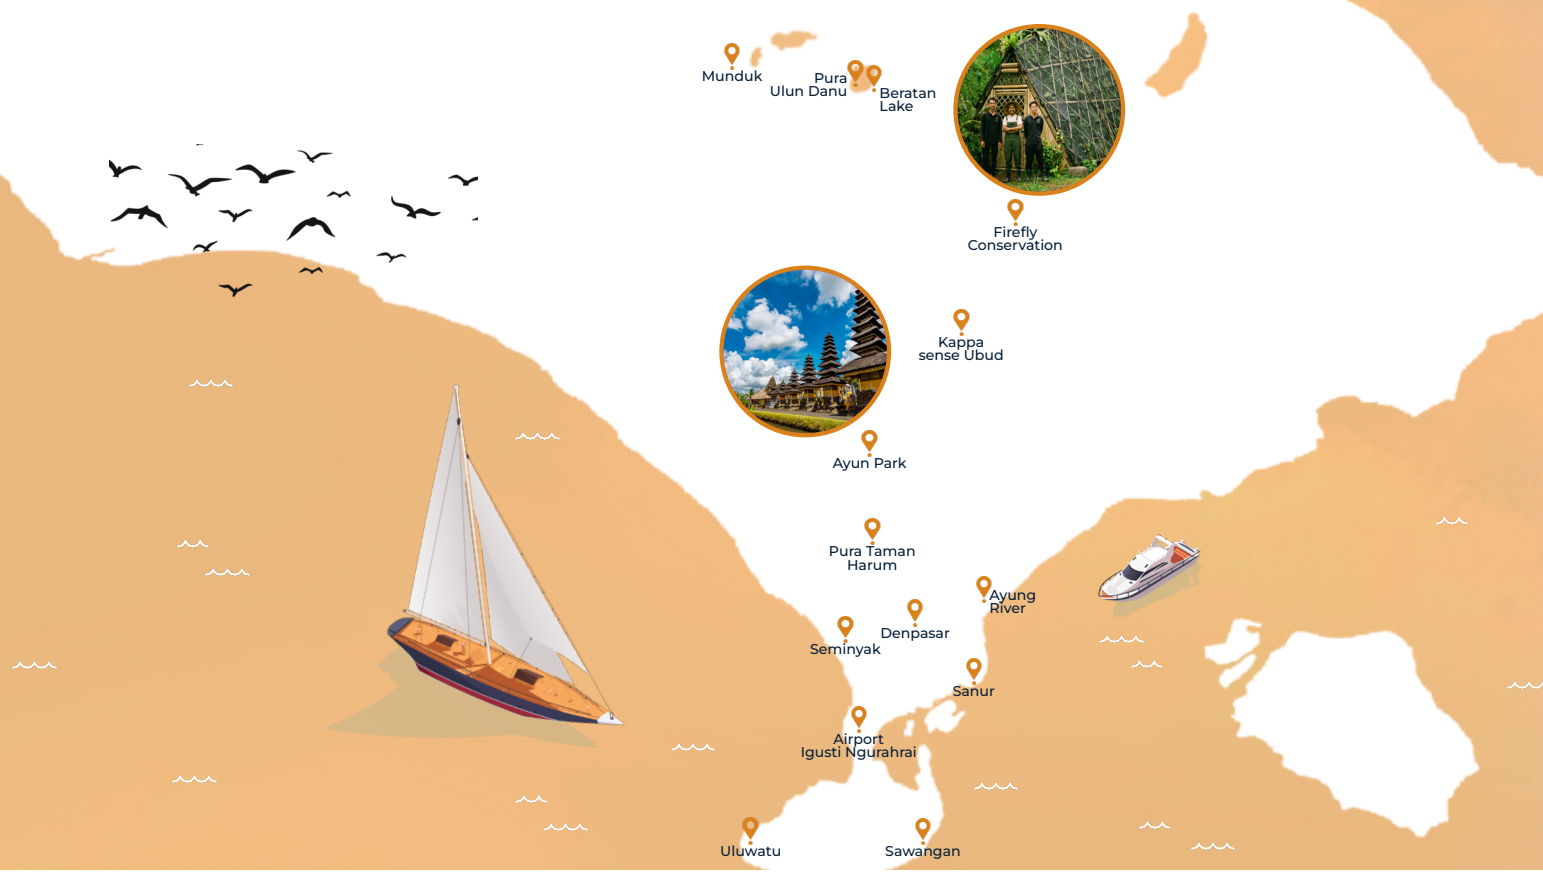 Munduk
Pura
Ulun Danu
Beratan
Lake
Firefly
Conservation
Kappa
sense Ubud
Ayun Park
Pura Taman
Harum
Ayung
River
Denpasar
Seminyak
Sanur
Airport
Igusti Ngurahrai
Uluwatu
Sawangan